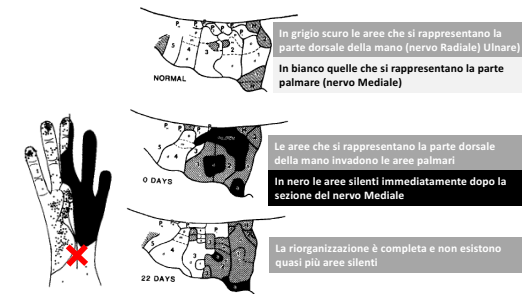 In grigio scuro le aree che si rappresentano la
parte dorsale della mano (nervo Radiale) Ulnare)
In bianco quelle che si rappresentano la parte
palmare (nervo Mediale)
NORMAL
Le aree che si rappresentano la parte dorsale
della mano invadono le aree palmari
In nero le aree silenti immediatamente dopo la
sezione del nervo Mediale
0 DAYS
La riorganizzazione è completa e non esistono
quasi più aree silenti
22 DAYS